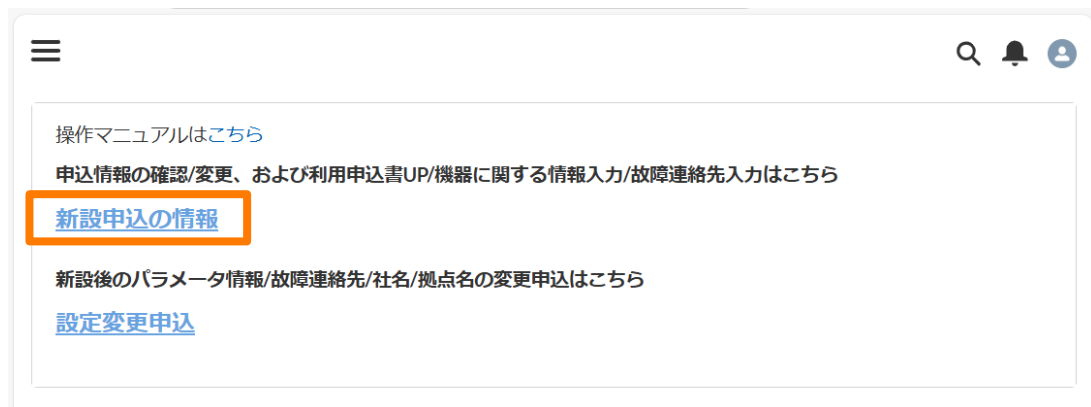 操作マニュアルはこちら
申込情報の確認/変更、および利用申込書UP/機器に関する情報入力/故障連絡先入力はこちら
新設申込の情報
新設後のパラメータ情報/故障連絡先/社名/拠点名の変更申込はこちら
設定変更申込